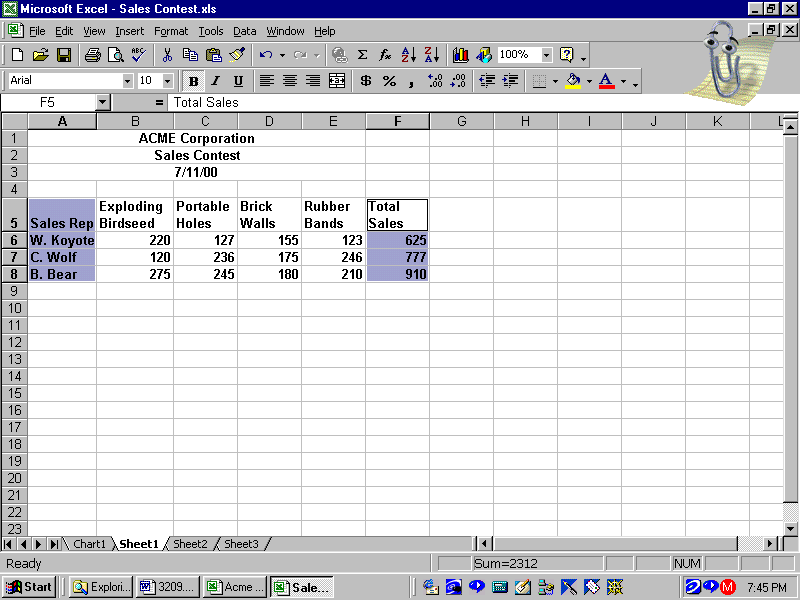 Microsoft Excel - Sales Contest.xls
File Edit View Insert Format Tools Data Window Help
ABC Σ fx A Z Z A 100% ?
Arial 10 B I U $ % , A
F5 = Total Sales
A B C D E F G H I J K L
1 ACME Corporation
2 Sales Contest
3 7/11/00
4
Exploding Portable Brick Rubber Total
5 Sales Rep Birdseed Holes Walls Bands Sales
6 W. Koyote 220 127 155 123 625
7 C. Wolf 120 236 175 246 777
8 B. Bear 275 245 180 210 910
9
10
11
12
13
14
15
16
17
18
19
20
21
22
23
Chart1 Sheet1 Sheet2 Sheet3
Ready Sum=2312 NUM
Start Explori... 3209.... Acme ... Sale... M 7:45 PM